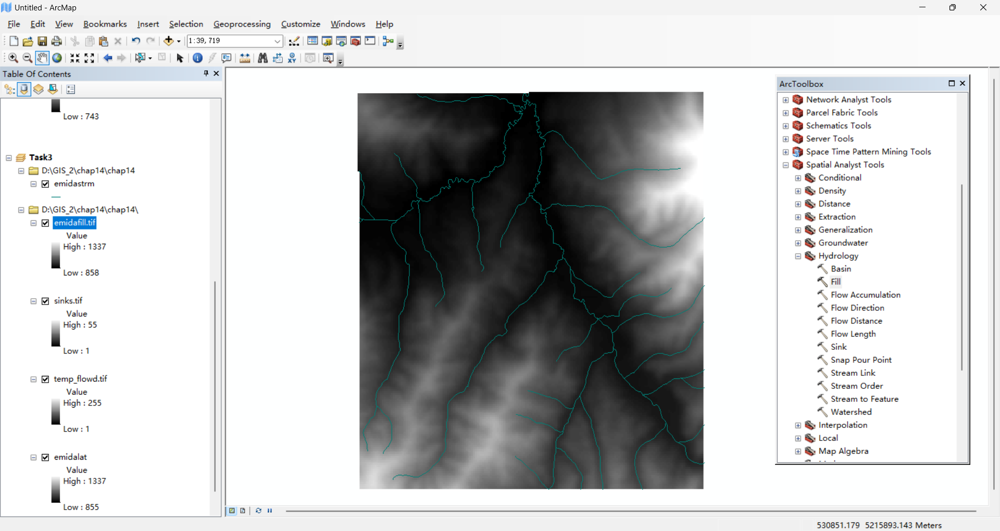 Untitled - ArcMap
File Edit View Bookmarks Insert Selection Geoprocessing Customize Windows Help
1:39, 719
Table Of Contents
Low : 743
Task3
D:\GIS_2\chap14\chap14
emidastrm
D:\GIS_2\chap14\chap14\
emidafill.tif
Value
High : 1337
Low : 858
sinks.tif
Value
High : 55
Low : 1
temp_flowd.tif
Value
High : 255
Low : 1
emidalat
Value
High : 1337
Low : 855
ArcToolbox
Network Analyst Tools
Parcel Fabric Tools
Schematics Tools
Server Tools
Space Time Pattern Mining Tools
Spatial Analyst Tools
Conditional
Density
Distance
Extraction
Generalization
Groundwater
Hydrology
Basin
Fill
Flow Accumulation
Flow Direction
Flow Distance
Flow Length
Sink
Snap Pour Point
Stream Link
Stream Order
Stream to Feature
Watershed
Interpolation
Local
Map Algebra
530851.179 5215893.143 Meters